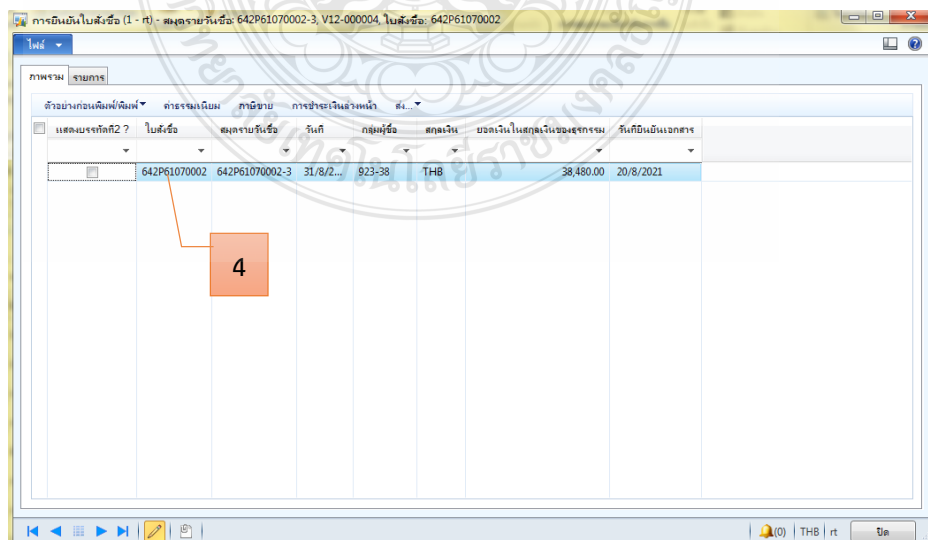 การยืนยันใบสั่งซื้อ (1 - rt) - สมุดรายวันซื้อ: 642P61070002-3, V12-000004, ใบสั่งซื้อ: 642P61070002
ไฟล์
ภาพรวม รายการ
ตัวอย่างก่อนพิมพ์/พิมพ์ ค่าธรรมเนียม ภาษีขาย การชำระเงินล่วงหน้า ส่ง...
แสดงบรรทัดที่2 ? ใบสั่งซื้อ สมุดรายวันซื้อ วันที่ กลุ่มผู้ซื้อ สกุลเงิน ยอดเงินในสกุลเงินของธุรกรรม วันที่ยืนยันเอกสาร
642P61070002 642P61070002-3 31/8/2... 923-38 THB 38,480.00 20/8/2021
4
(0) THB rt ปิด